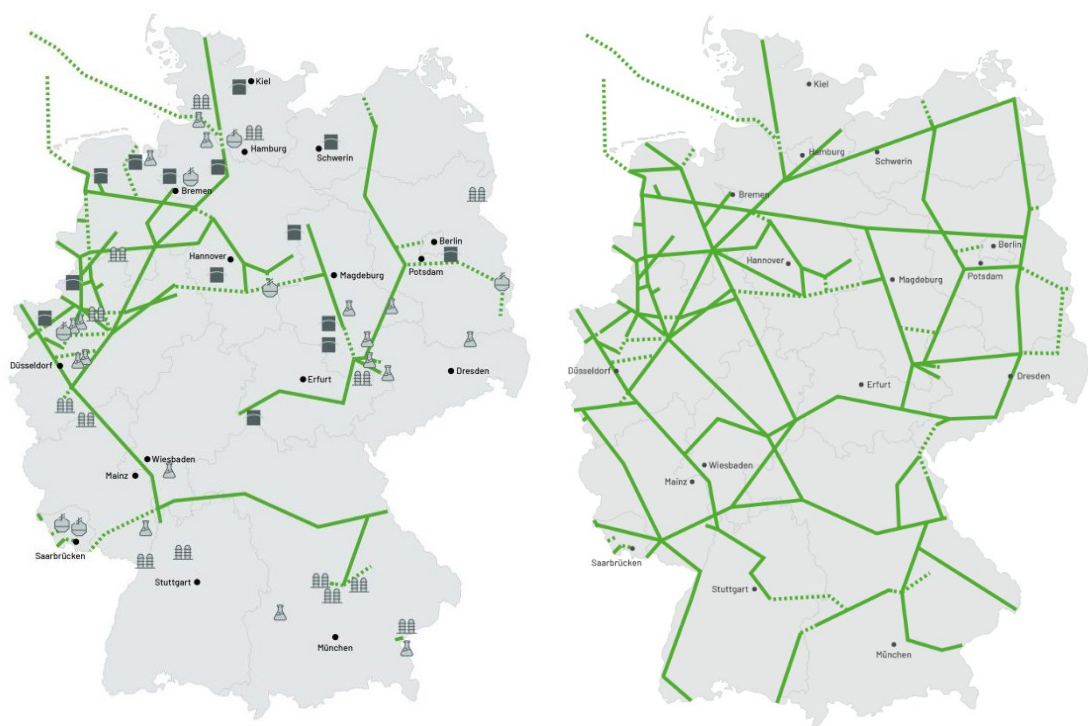 Kiel
Hamburg
Schwerin
Bremen
Berlin
Hannover
Potsdam
Magdeburg
Düsseldorf
Dresden
Erfurt
Wiesbaden
Mainz
Saarbrücken
Stuttgart
München
Kiel
Hamburg
Schwerin
Bremen
Berlin
Hannover
Potsdam
Magdeburg
Düsseldorf
Dresden
Erfurt
Wiesbaden
Mainz
Saarbrücken
Stuttgart
München